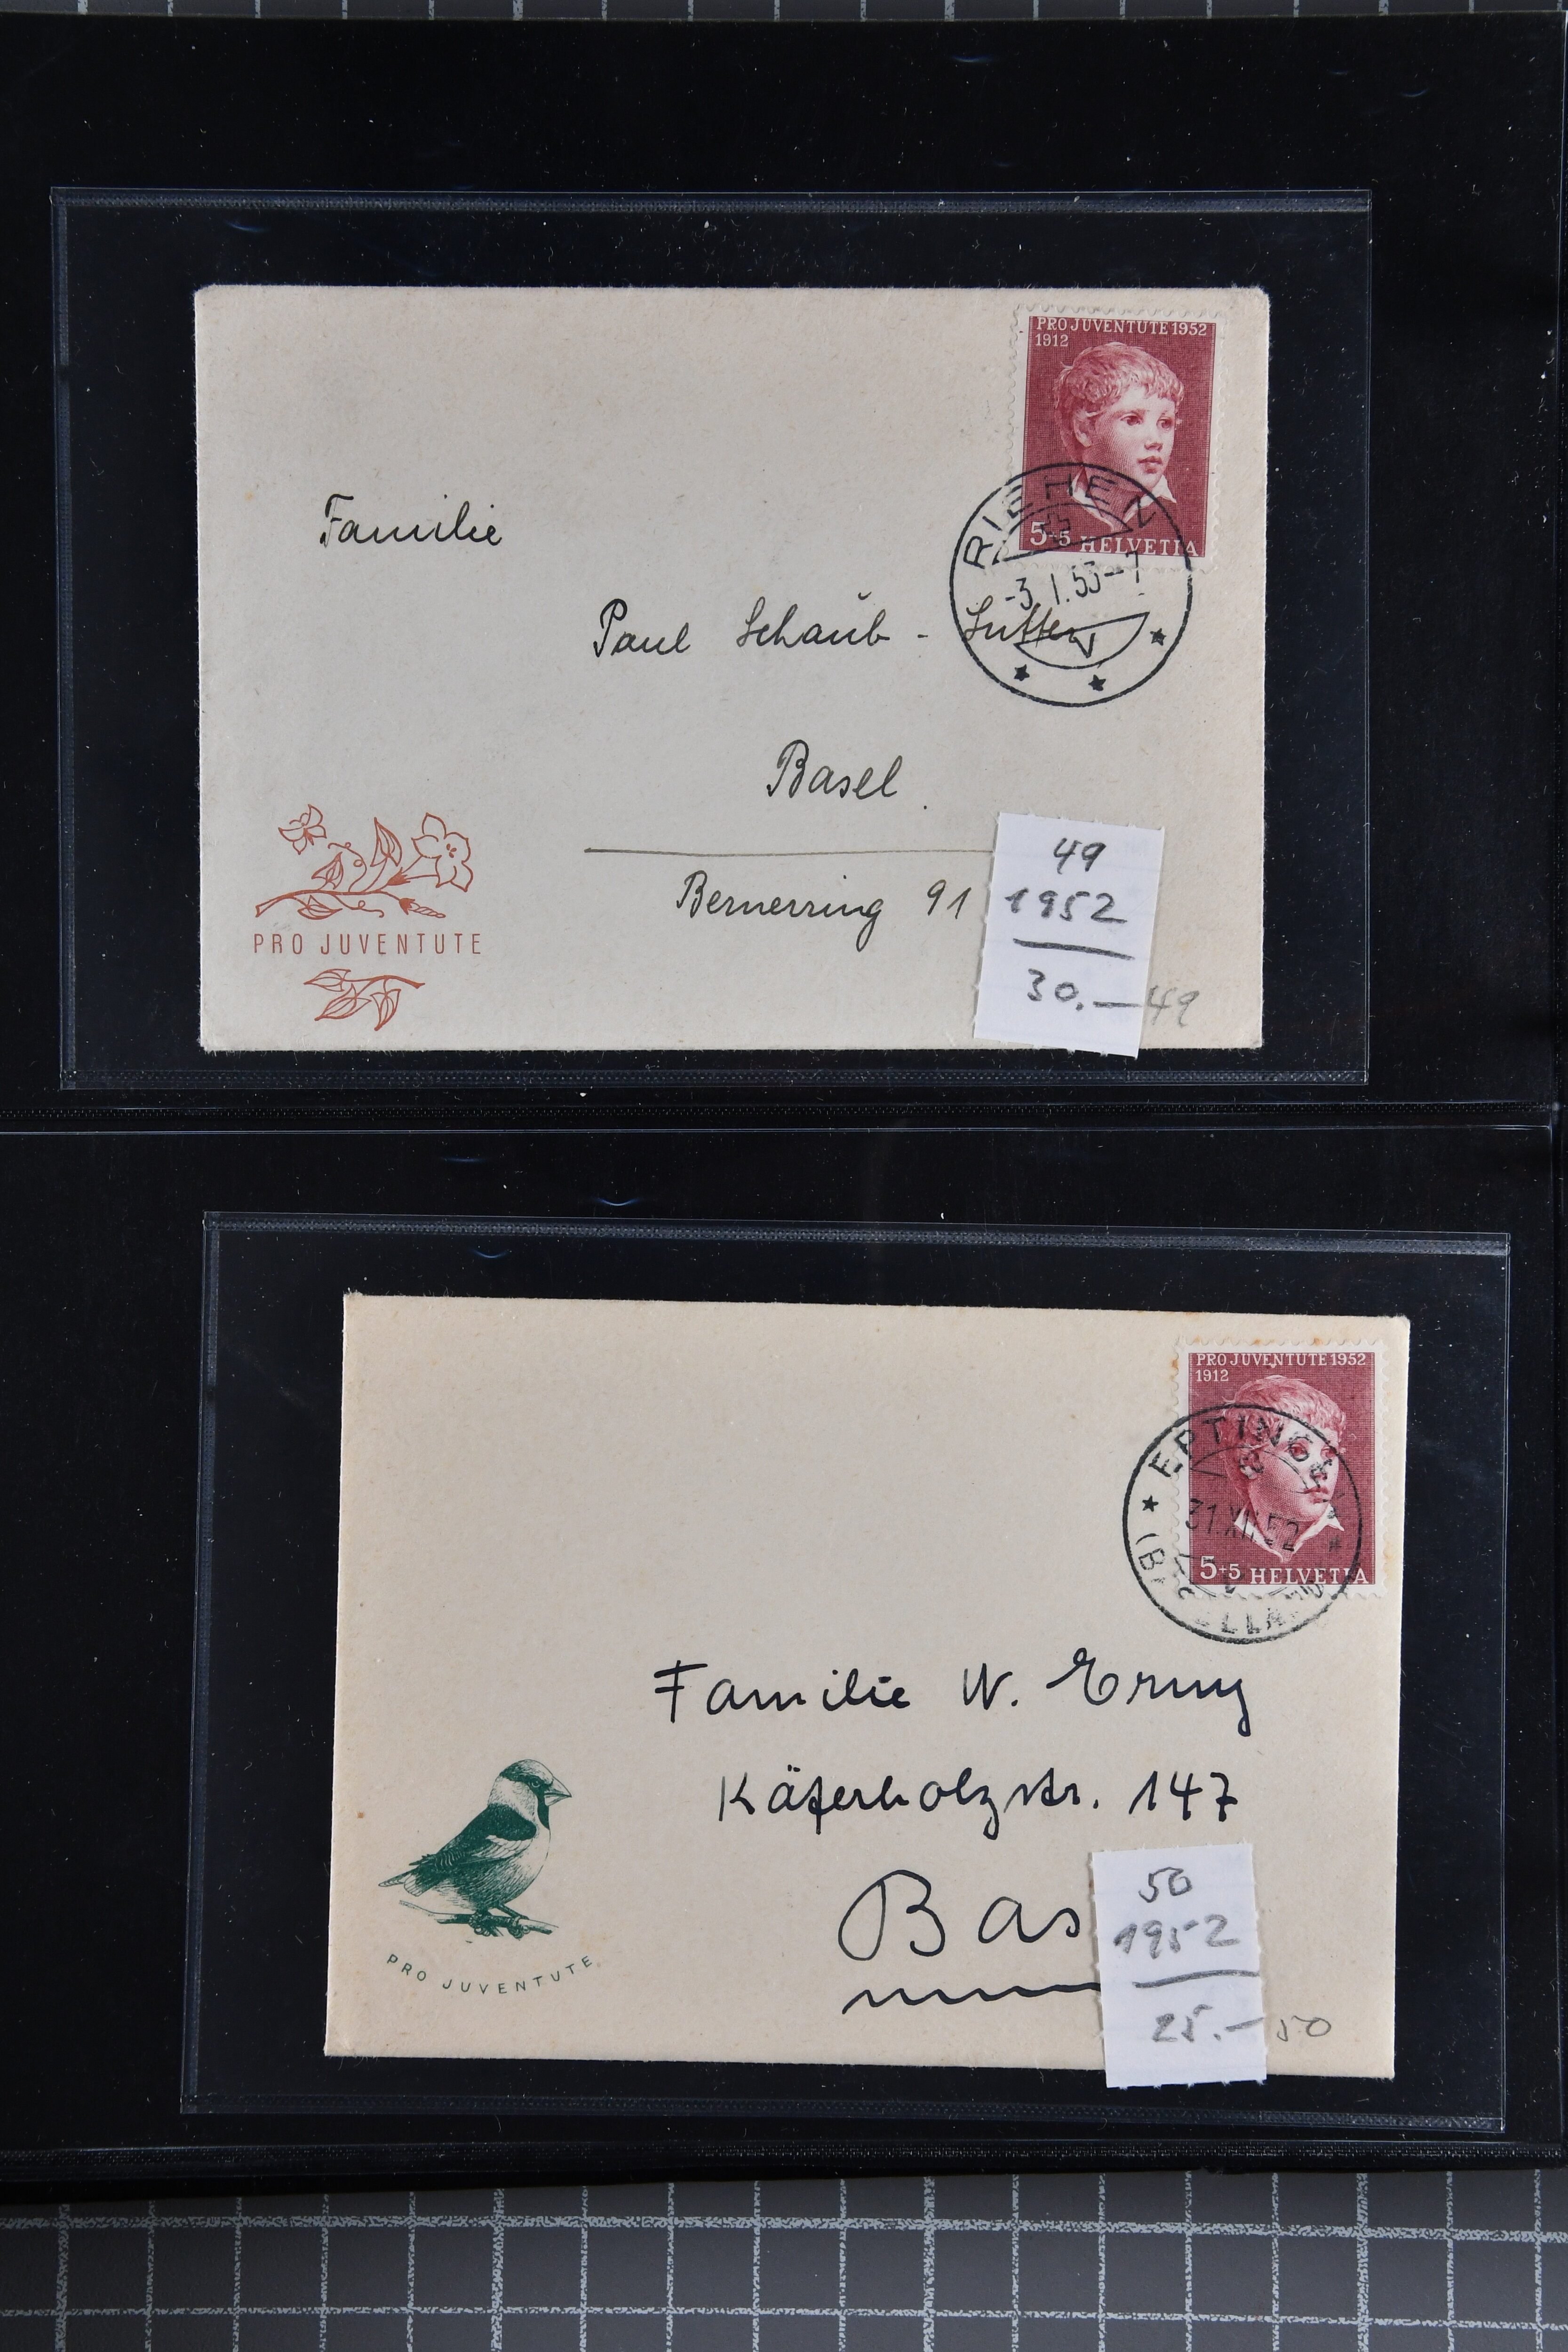 PRO JUVENTUTE 1952
1912
5+5 HELVETIA
RIEHEN
-3.I.53--7
V
Familie
Paul Schaub - Sutter
Basel
Bernerring 91
PRO JUVENTUTE
49
1952
30.—
49
PRO JUVENTUTE 1952
1912
5+5 HELVETIA
31.XII.52
Familie W. Erny
Käferholzstr. 147
Bas
PRO JUVENTUTE
50
1952
25.—
50